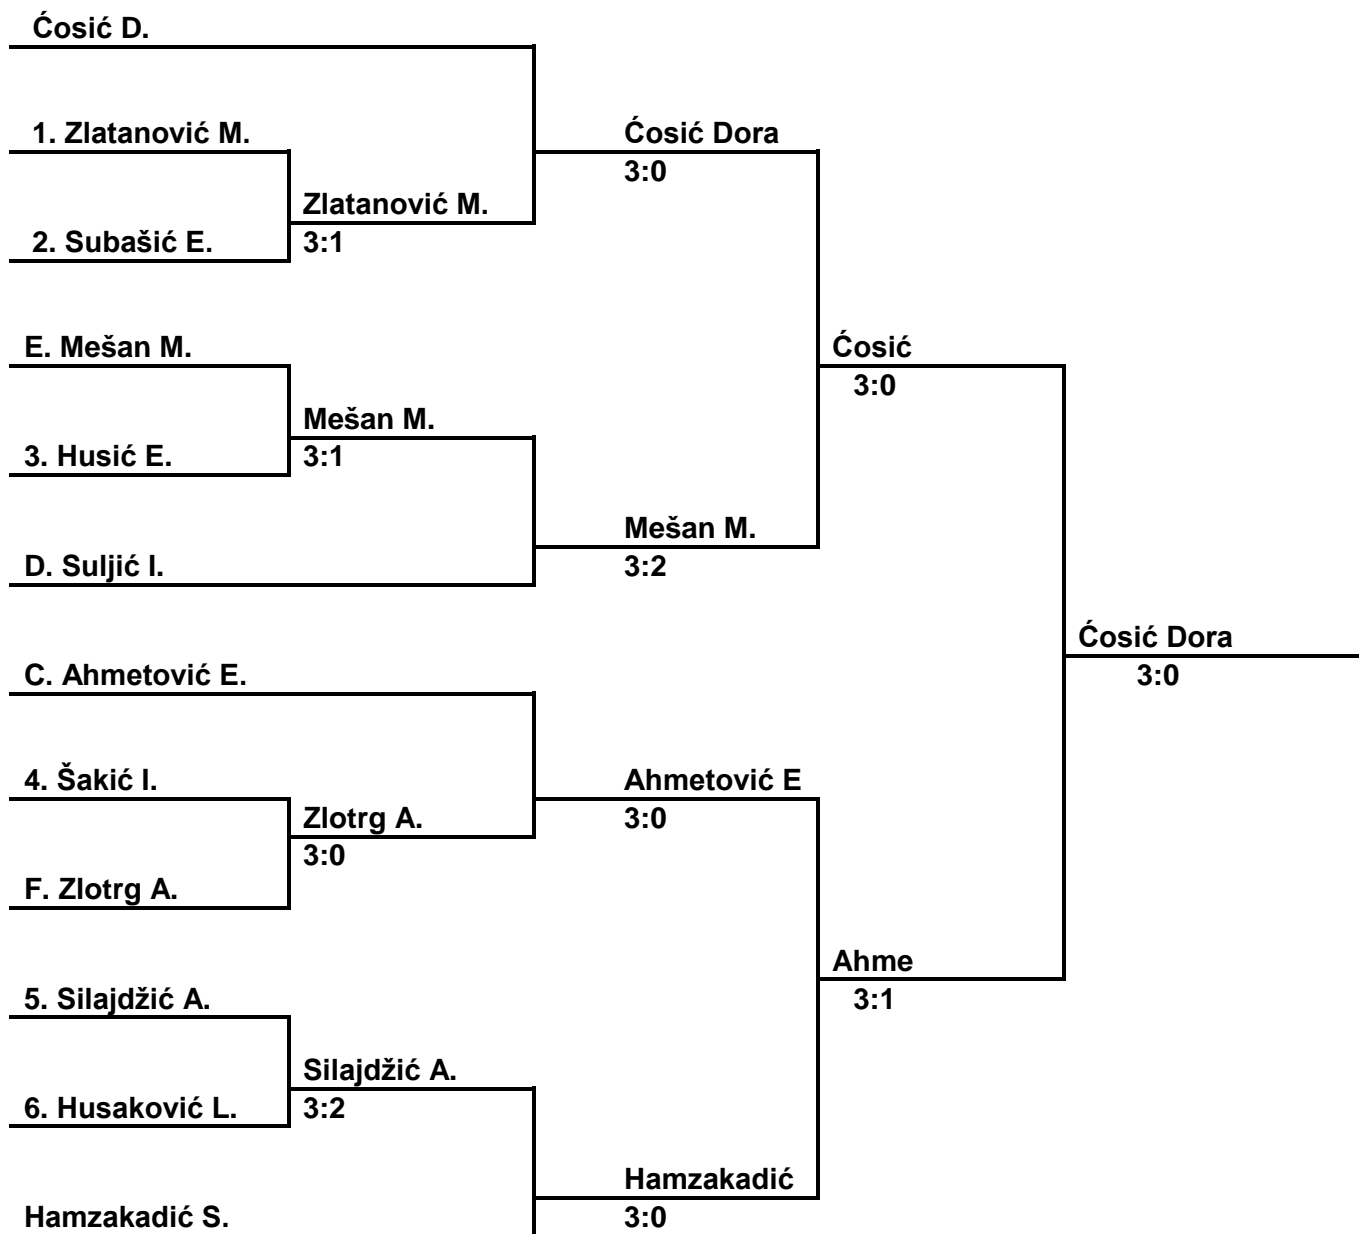 Ćosić D.
1. Zlatanović M.
Ćosić Dora
3:0
Zlatanović M.
2. Subašić E.
3:1
E. Mešan M.
Ćosić
3:0
Mešan M.
3. Husić E.
3:1
Mešan M.
D. Suljić I.
3:2
Ćosić Dora
C. Ahmetović E.
3:0
4. Šakić I.
Ahmetović E
Zlotrg A.
3:0
3:0
F. Zlotrg A.
Ahme
5. Silajdžić A.
3:1
Silajdžić A.
6. Husaković L.
3:2
Hamzakadić
Hamzakadić S.
3:0